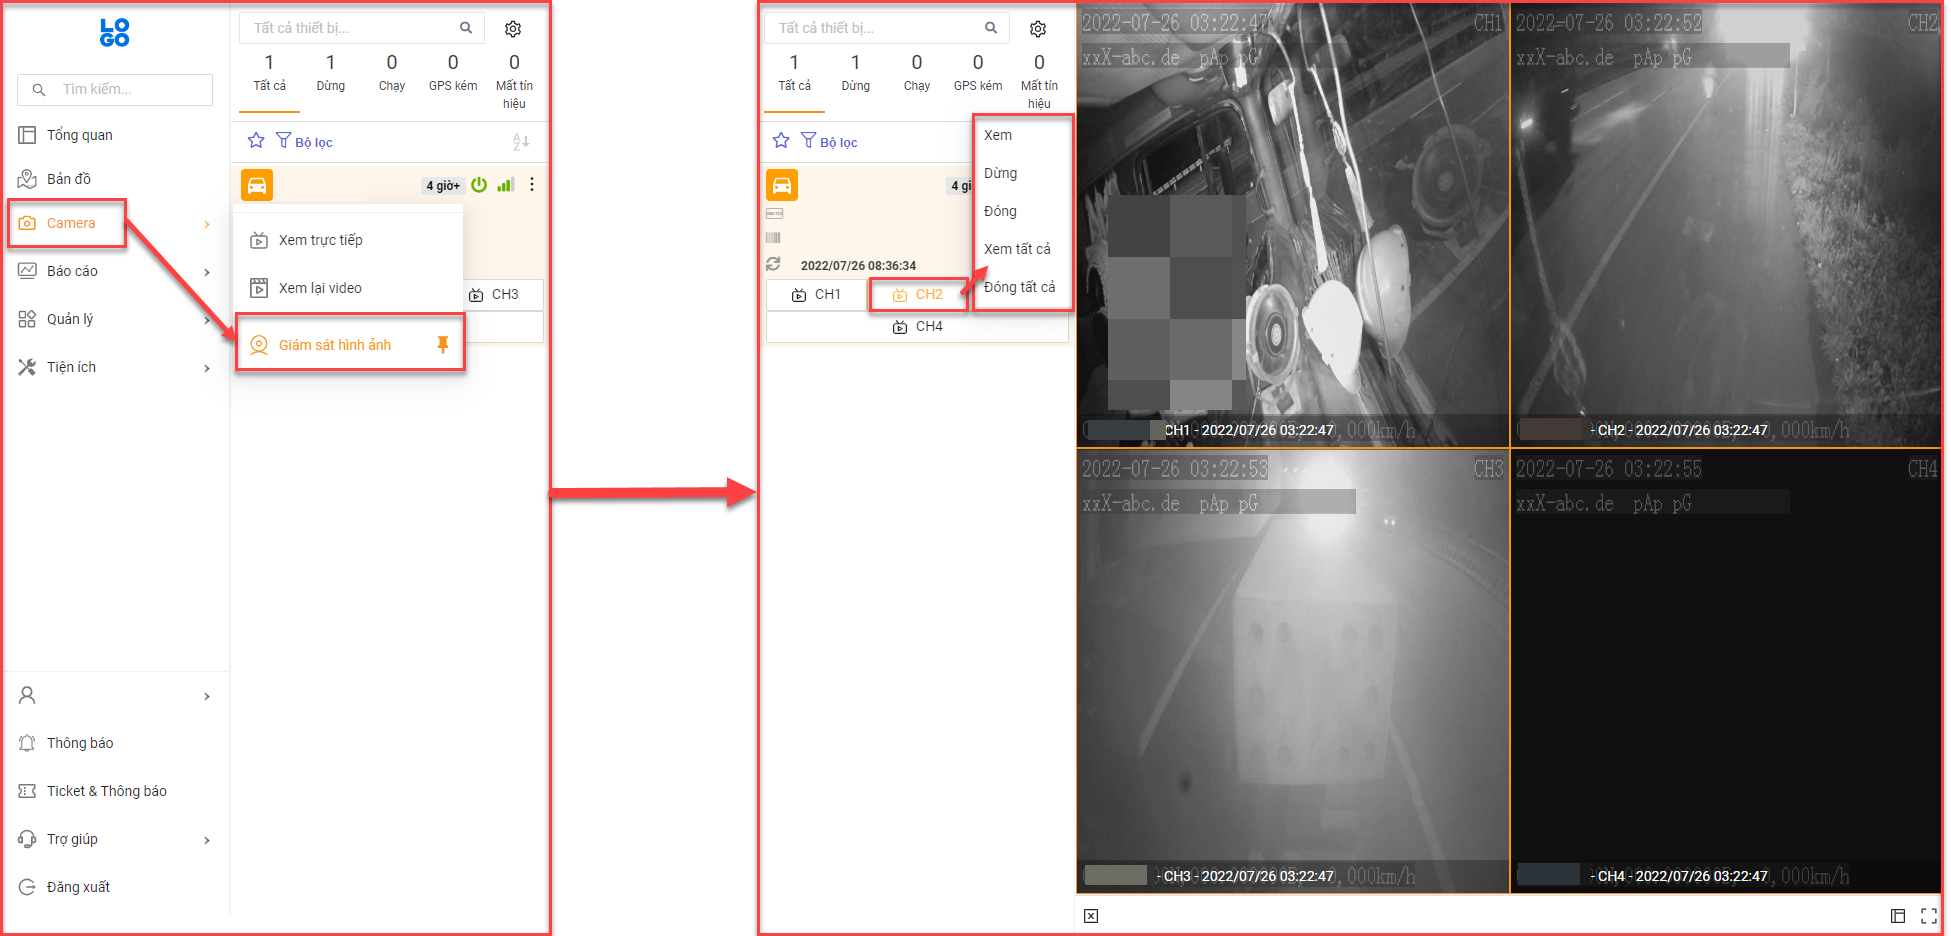 LO
GO
Tìm kiếm...
Tổng quan
Bản đồ
Camera
Báo cáo
Quản lý
Tiện ích
Thông báo
Ticket & Thông báo
Trợ giúp
Đăng xuất
Tất cả thiết bị...
1 1 0 0 0
Tất cả Dừng Chạy GPS kém Mất tín hiệu
Bộ lọc
4 giờ+
Xem trực tiếp
Xem lại video
CH3
Giám sát hình ảnh
Tất cả thiết bị...
1 1 0 0 0
Tất cả Dừng Chạy GPS kém Mất tín hiệu
Bộ lọc
4 gi
2022/07/26 08:36:34
CH1 CH2
CH4
Xem
Dừng
Đóng
Xem tất cả
Đóng tất cả
2022-07-26 03:22:47 CH1
xxX-abc.de pAp pG
CH1 - 2022/07/26 03:22:47 ,000km/h
2022-07-26 03:22:52 CH2
xxX-abc.de pAp pG
- CH2 - 2022/07/26 03:22:47 ,000km/h
2022-07-26 03:22:53 CH3
xxX-abc.de pAp pG
- CH3 - 2022/07/26 03:22:47 ,000km/h
2022-07-26 03:22:55 CH4
xxX-abc.de pAp pG
- CH4 - 2022/07/26 03:22:47 ,000km/h